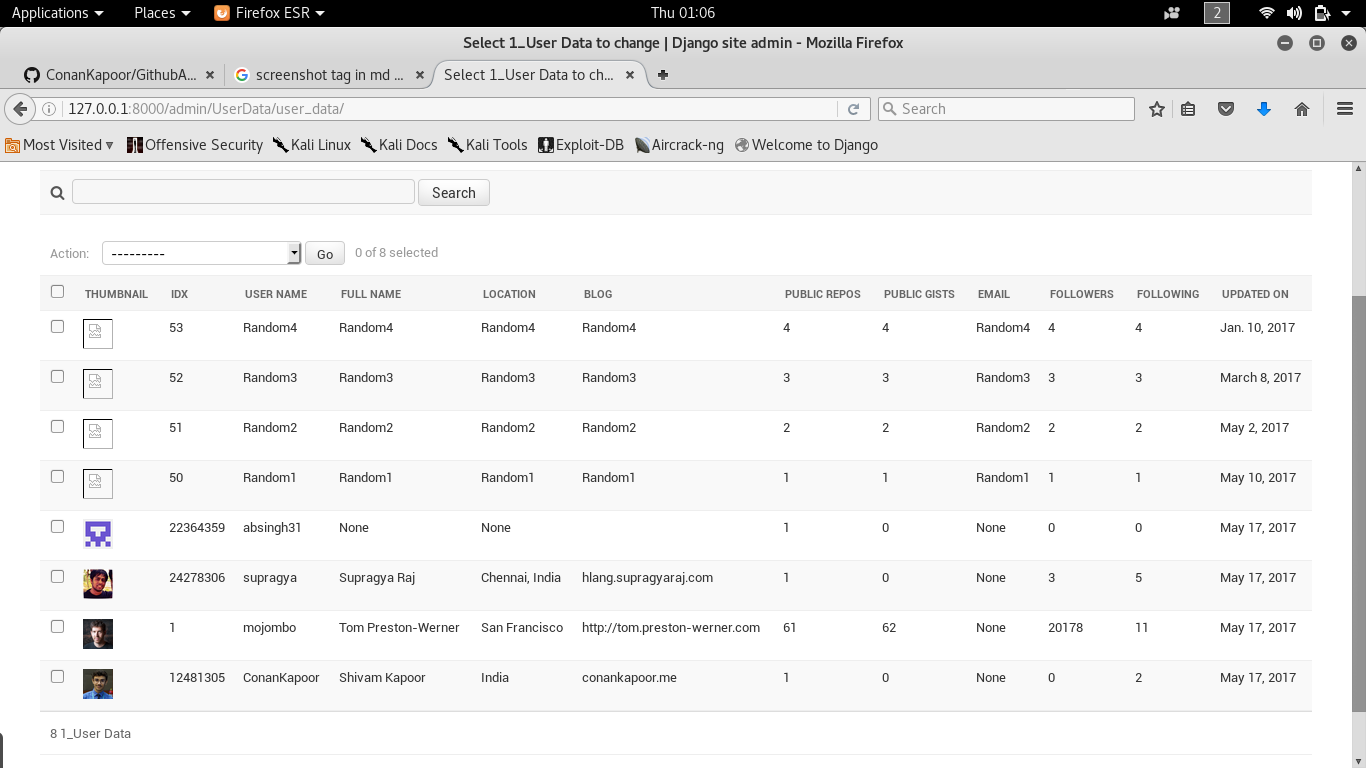 Applications Places Firefox ESR Thu 01:06 2
Select 1_User Data to change | Django site admin - Mozilla Firefox
ConanKapoor/GithubA... screenshot tag in md ... Select 1_User Data to ch...
127.0.0.1:8000/admin/UserData/user_data/ Search
Most Visited Offensive Security Kali Linux Kali Docs Kali Tools Exploit-DB Aircrack-ng Welcome to Django
Search
Action: --------- Go 0 of 8 selected
THUMBNAIL IDX USER NAME FULL NAME LOCATION BLOG PUBLIC REPOS PUBLIC GISTS EMAIL FOLLOWERS FOLLOWING UPDATED ON
53 Random4 Random4 Random4 Random4 4 4 Random4 4 4 Jan. 10, 2017
52 Random3 Random3 Random3 Random3 3 3 Random3 3 3 March 8, 2017
51 Random2 Random2 Random2 Random2 2 2 Random2 2 2 May 2, 2017
50 Random1 Random1 Random1 Random1 1 1 Random1 1 1 May 10, 2017
22364359 absingh31 None None 1 0 None 0 0 May 17, 2017
24278306 supragya Supragya Raj Chennai, India hlang.supragyaraj.com 1 0 None 3 5 May 17, 2017
1 mojombo Tom Preston-Werner San Francisco http://tom.preston-werner.com 61 62 None 20178 11 May 17, 2017
12481305 ConanKapoor Shivam Kapoor India conankapoor.me 1 0 None 0 2 May 17, 2017
8 1_User Data